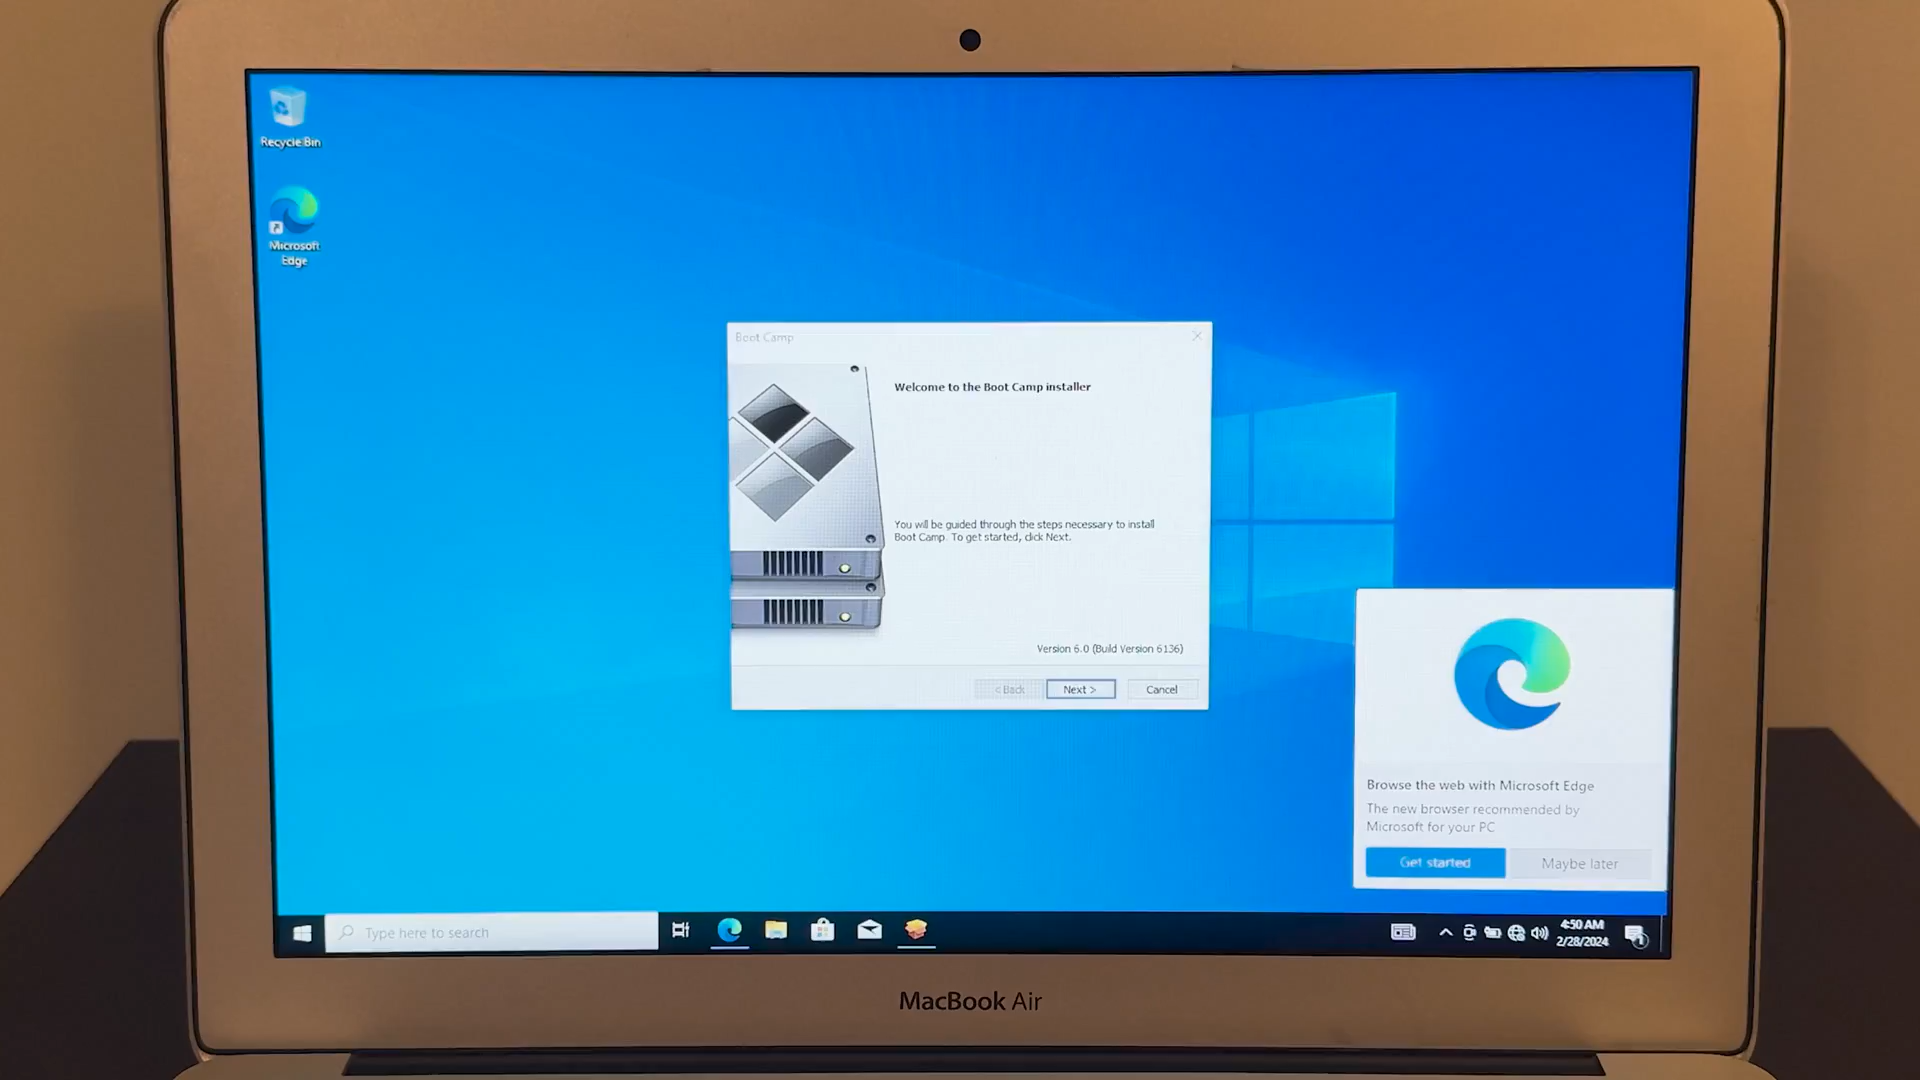 Recycle Bin
Microsoft
Edge
Boot Camp
Welcome to the Boot Camp installer
You will be guided through the steps necessary to install
Boot Camp. To get started, click Next.
Version 6.0 (Build Version 6136)
< Back
Next >
Cancel
Browse the web with Microsoft Edge
The new browser recommended by
Microsoft for your PC
Get started
Maybe later
Type here to search
4:50 AM
2/28/2024
1
MacBook Air